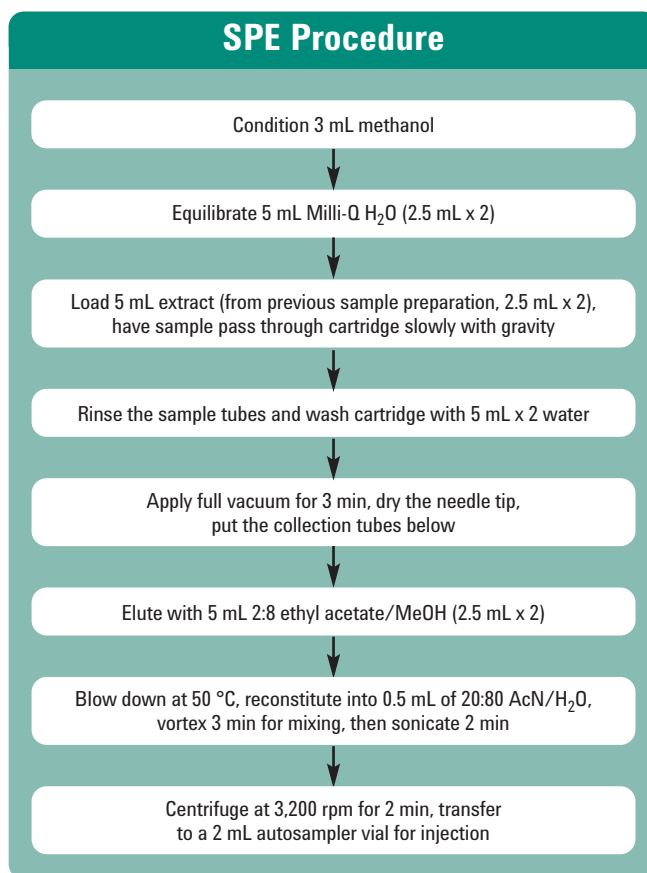 SPE Procedure
Condition 3 mL methanol
Equilibrate 5 mL Milli-Q H₂O (2.5 mL x 2)
Load 5 mL extract (from previous sample preparation, 2.5 mL x 2),
have sample pass through cartridge slowly with gravity
Rinse the sample tubes and wash cartridge with 5 mL x 2 water
Apply full vacuum for 3 min, dry the needle tip,
put the collection tubes below
Elute with 5 mL 2:8 ethyl acetate/MeOH (2.5 mL x 2)
Blow down at 50 °C, reconstitute into 0.5 mL of 20:80 AcN/H₂O,
vortex 3 min for mixing, then sonicate 2 min
Centrifuge at 3,200 rpm for 2 min, transfer
to a 2 mL autosampler vial for injection